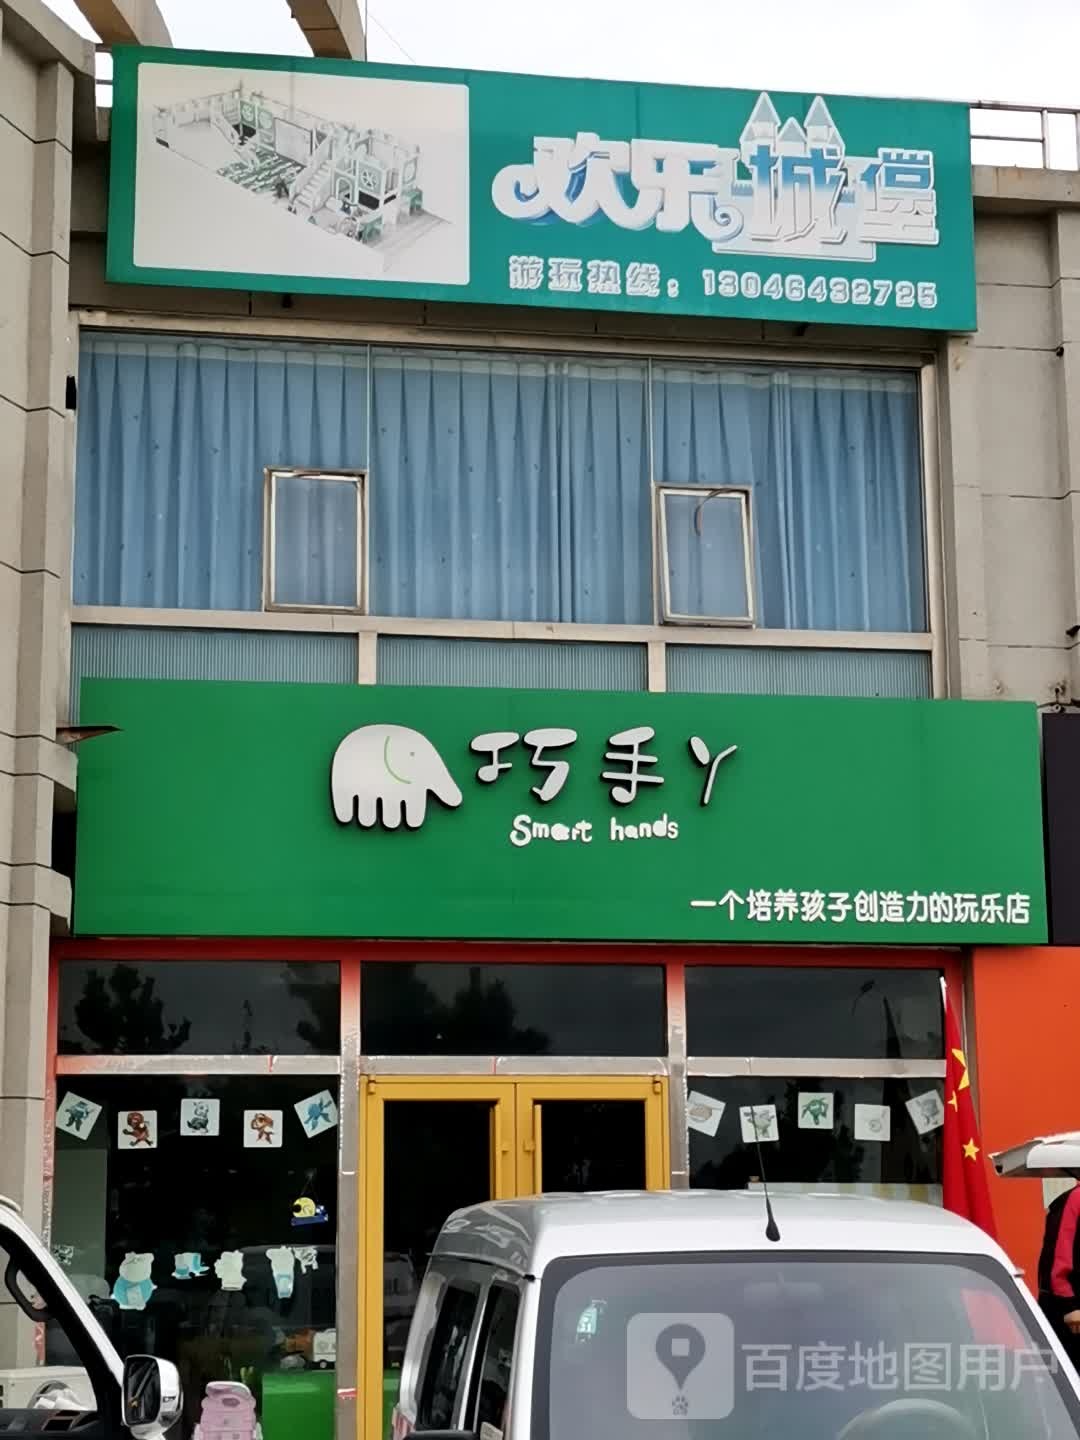 欢乐城堡
游玩热线：13046432725
巧手丫
Smart hands
一个培养孩子创造力的玩乐店
百度地图用户